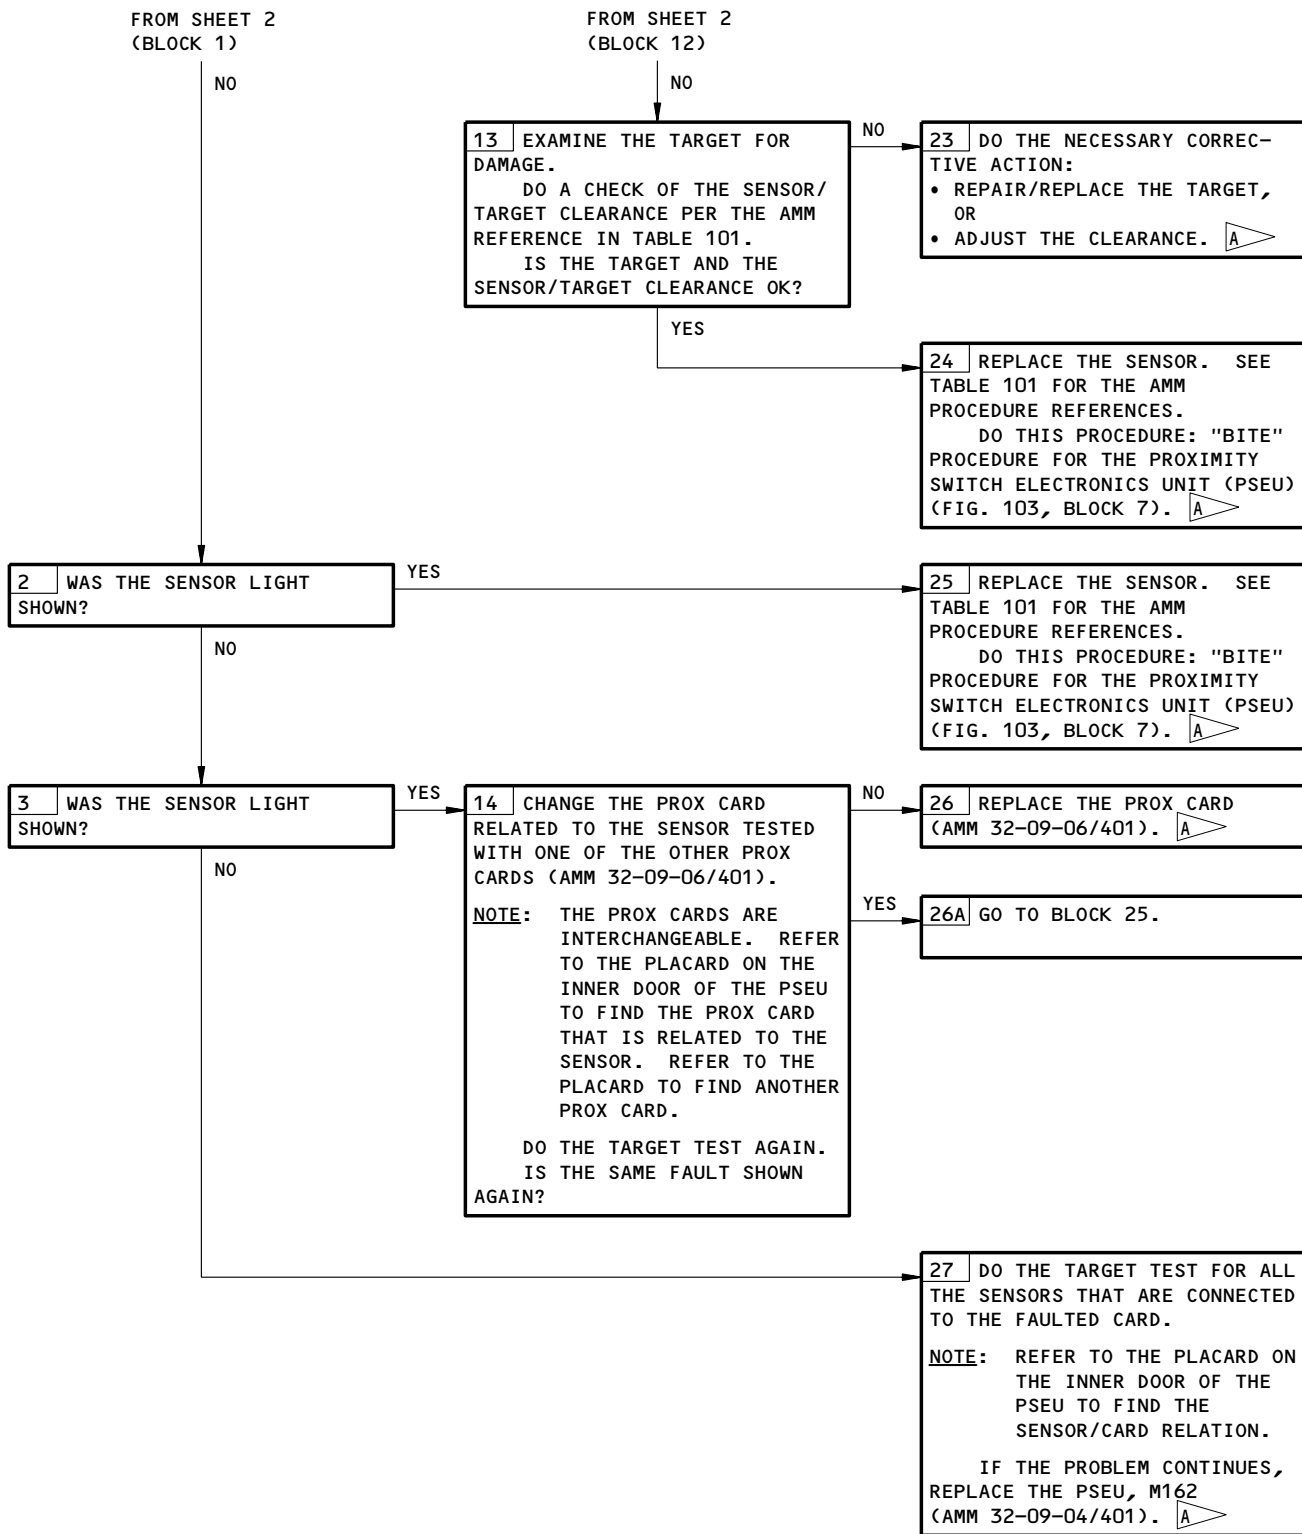 FROM SHEET 2
(BLOCK 1)
NO
FROM SHEET 2
(BLOCK 12)
NO
13 EXAMINE THE TARGET FOR
DAMAGE.
DO A CHECK OF THE SENSOR/
TARGET CLEARANCE PER THE AMM
REFERENCE IN TABLE 101.
IS THE TARGET AND THE
SENSOR/TARGET CLEARANCE OK?
NO
23 DO THE NECESSARY CORREC-
TIVE ACTION:
• REPAIR/REPLACE THE TARGET,
OR
• ADJUST THE CLEARANCE. A
YES
24 REPLACE THE SENSOR. SEE
TABLE 101 FOR THE AMM
PROCEDURE REFERENCES.
DO THIS PROCEDURE: "BITE"
PROCEDURE FOR THE PROXIMITY
SWITCH ELECTRONICS UNIT (PSEU)
(FIG. 103, BLOCK 7). A
2 WAS THE SENSOR LIGHT
SHOWN?
YES
NO
25 REPLACE THE SENSOR. SEE
TABLE 101 FOR THE AMM
PROCEDURE REFERENCES.
DO THIS PROCEDURE: "BITE"
PROCEDURE FOR THE PROXIMITY
SWITCH ELECTRONICS UNIT (PSEU)
(FIG. 103, BLOCK 7). A
3 WAS THE SENSOR LIGHT
SHOWN?
YES
NO
14 CHANGE THE PROX CARD
RELATED TO THE SENSOR TESTED
WITH ONE OF THE OTHER PROX
CARDS (AMM 32-09-06/401).
NOTE: THE PROX CARDS ARE
INTERCHANGEABLE. REFER
TO THE PLACARD ON THE
INNER DOOR OF THE PSEU
TO FIND THE PROX CARD
THAT IS RELATED TO THE
SENSOR. REFER TO THE
PLACARD TO FIND ANOTHER
PROX CARD.
DO THE TARGET TEST AGAIN.
IS THE SAME FAULT SHOWN
AGAIN?
NO
26 REPLACE THE PROX CARD
(AMM 32-09-06/401). A
YES
26A GO TO BLOCK 25.
27 DO THE TARGET TEST FOR ALL
THE SENSORS THAT ARE CONNECTED
TO THE FAULTED CARD.
NOTE: REFER TO THE PLACARD ON
THE INNER DOOR OF THE
PSEU TO FIND THE
SENSOR/CARD RELATION.
IF THE PROBLEM CONTINUES,
REPLACE THE PSEU, M162
(AMM 32-09-04/401). A